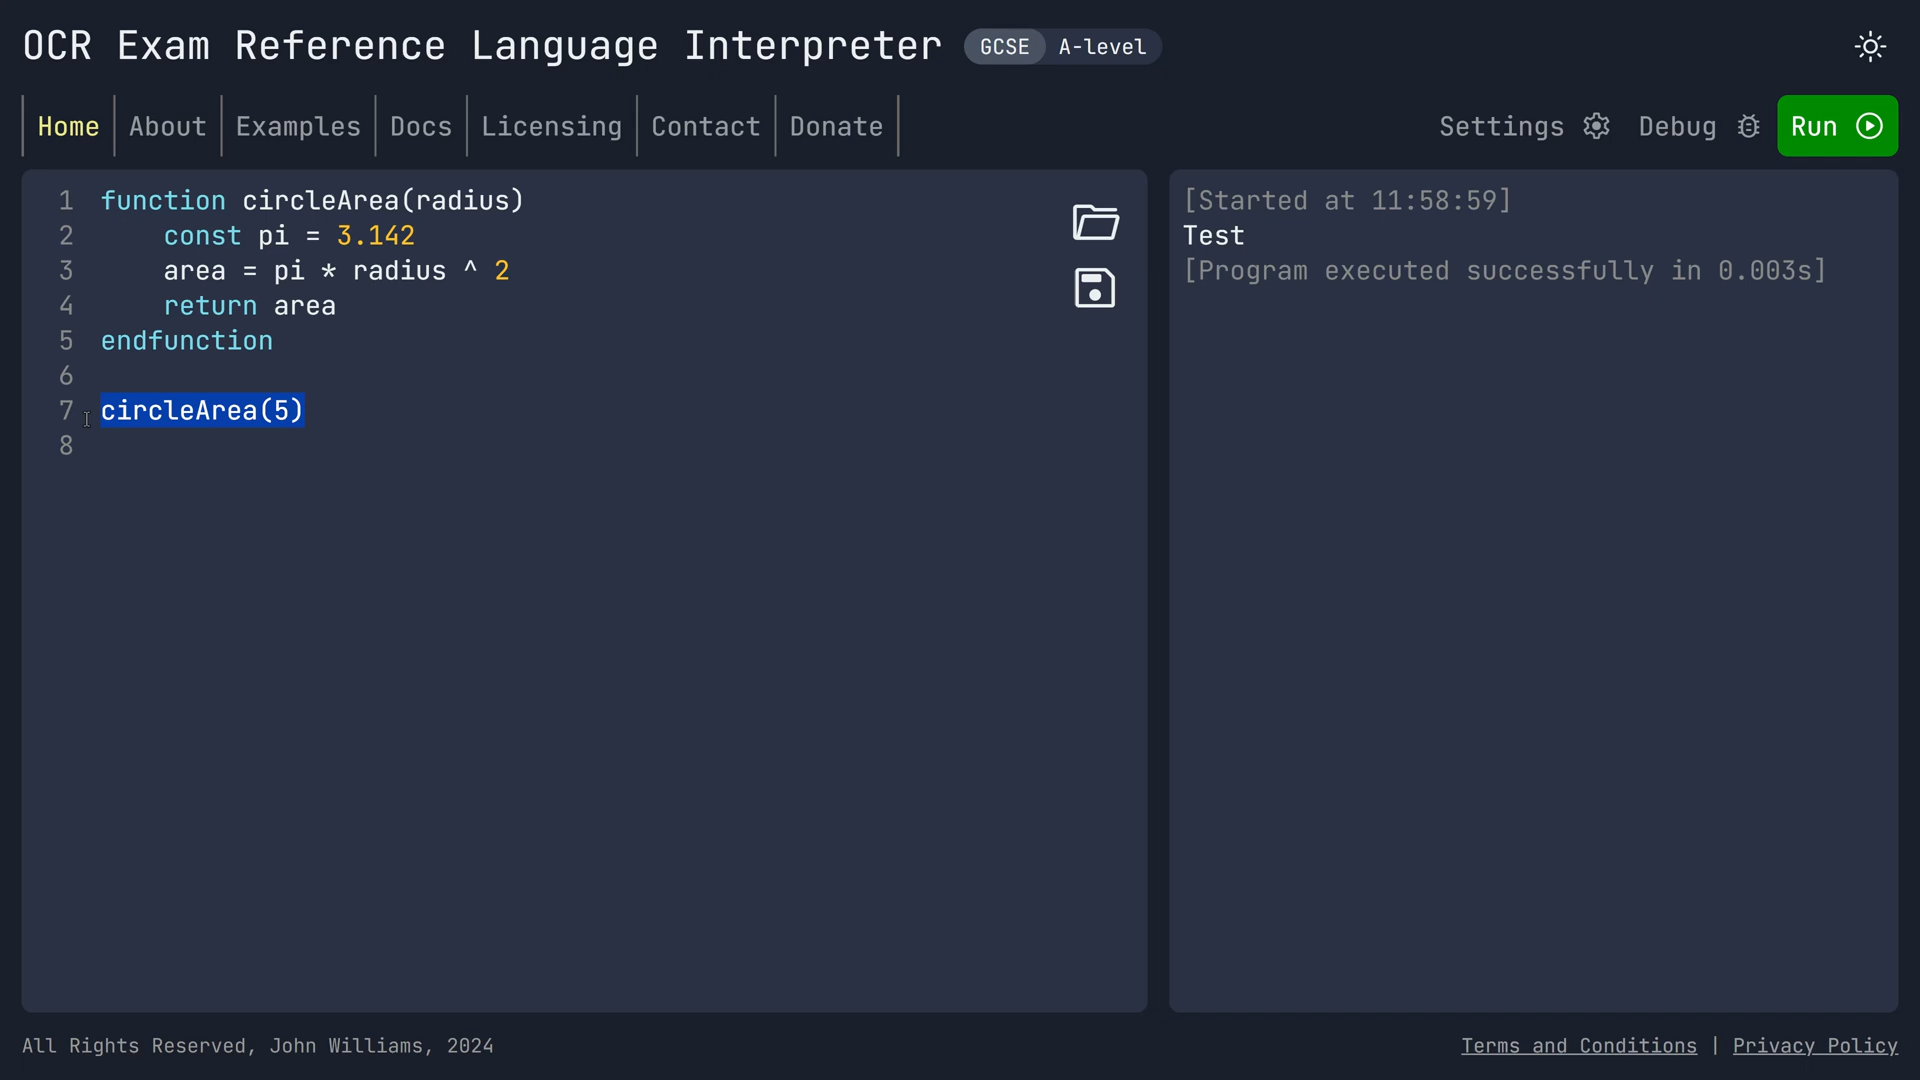 OCR Exam Reference Language Interpreter GCSE A-level
Home About Examples Docs Licensing Contact Donate Settings Debug Run
1 function circleArea(radius)
2     const pi = 3.142
3     area = pi * radius ^ 2
4     return area
5 endfunction
6
7 circleArea(5)
8
[Started at 11:58:59]
Test
[Program executed successfully in 0.003s]
All Rights Reserved, John Williams, 2024
Terms and Conditions | Privacy Policy